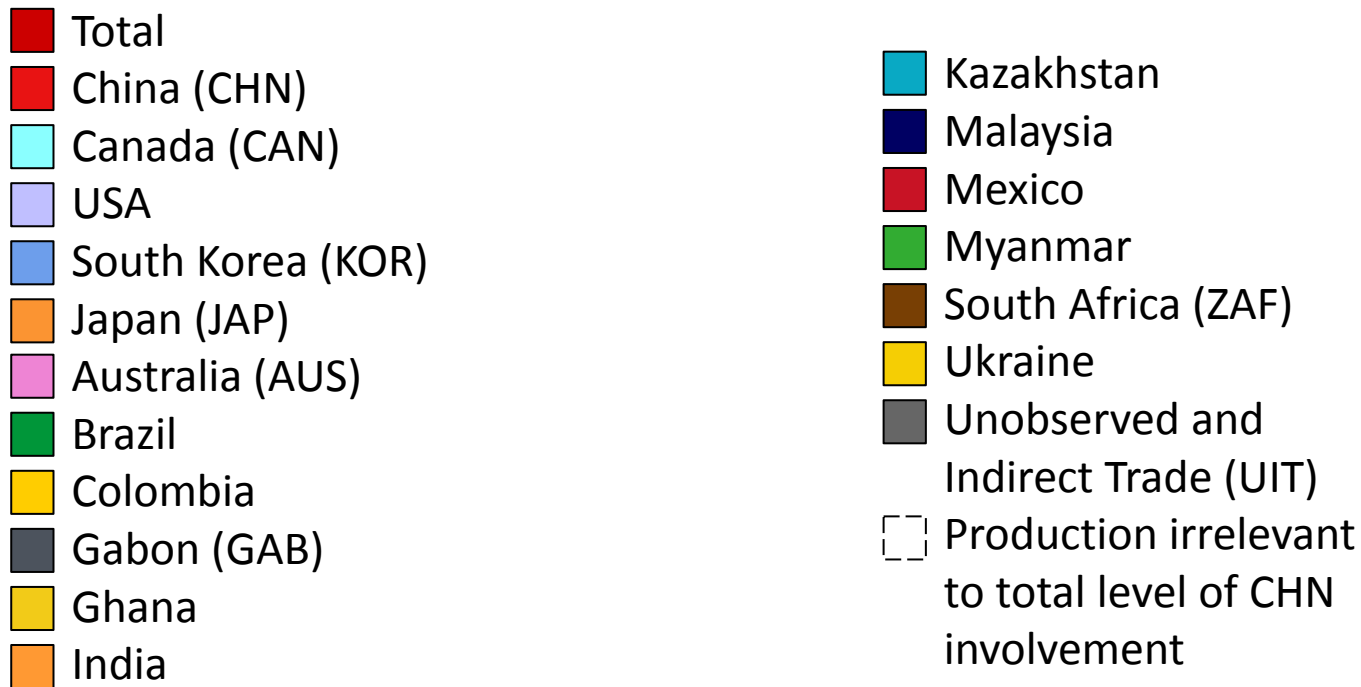 Total
China (CHN)
Canada (CAN)
USA
South Korea (KOR)
Japan (JAP)
Australia (AUS)
Brazil
Colombia
Gabon (GAB)
Ghana
India
Kazakhstan
Malaysia
Mexico
Myanmar
South Africa (ZAF)
Ukraine
Unobserved and
Indirect Trade (UIT)
Production irrelevant
to total level of CHN
involvement